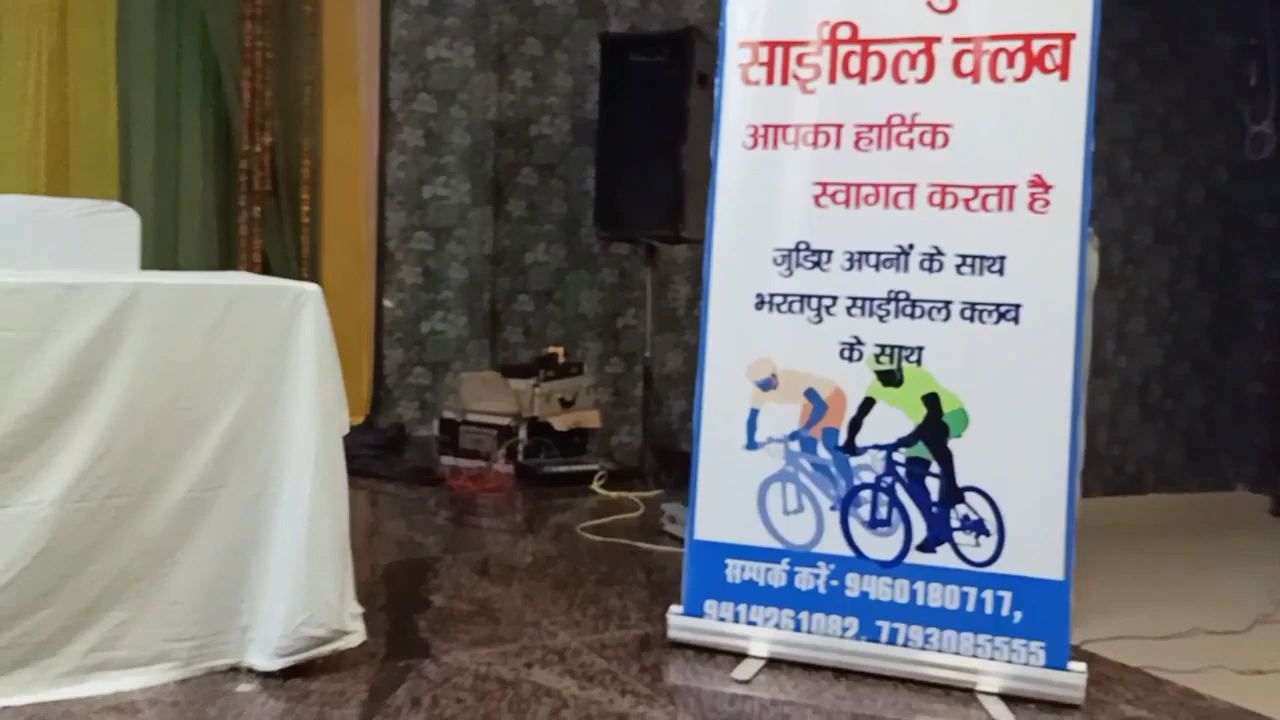 साईकिल क्लब
आपका हार्दिक
स्वागत करता है
जुडिए अपनों के साथ
भरतपुर साईकिल क्लब
के साथ
सम्पर्क करें- 9460180717,
9414261082, 7793085555